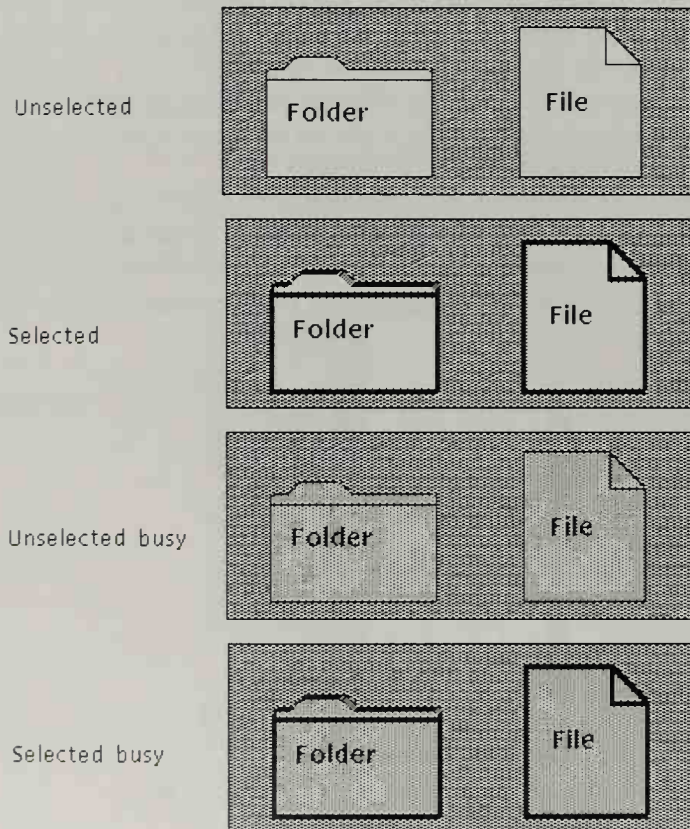 Unselected
Folder
File
Selected
Folder
File
Unselected busy
Folder
File
Selected busy
Folder
File